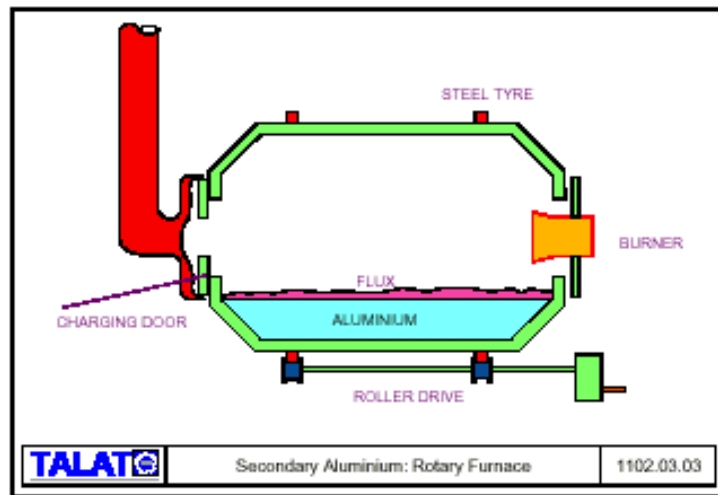 STEEL TYRE
BURNER
FLUX
CHARGING DOOR
ALUMINIUM
ROLLER DRIVE
TALAT
Secondary Aluminium: Rotary Furnace
1102.03.03